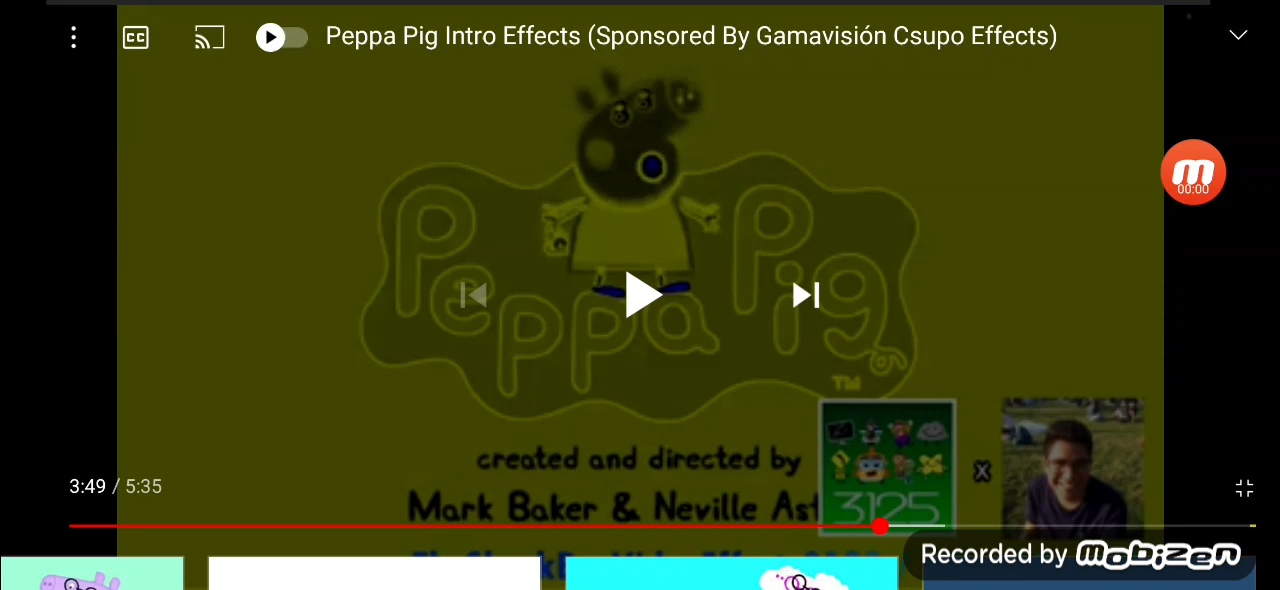 CC
Peppa Pig Intro Effects (Sponsored By Gamavisión Csupo Effects)
m
00:00
Peppa Pig
TM
created and directed by
Mark Baker & Neville Ast
3125
x
3:49 / 5:35
Recorded by mobizen